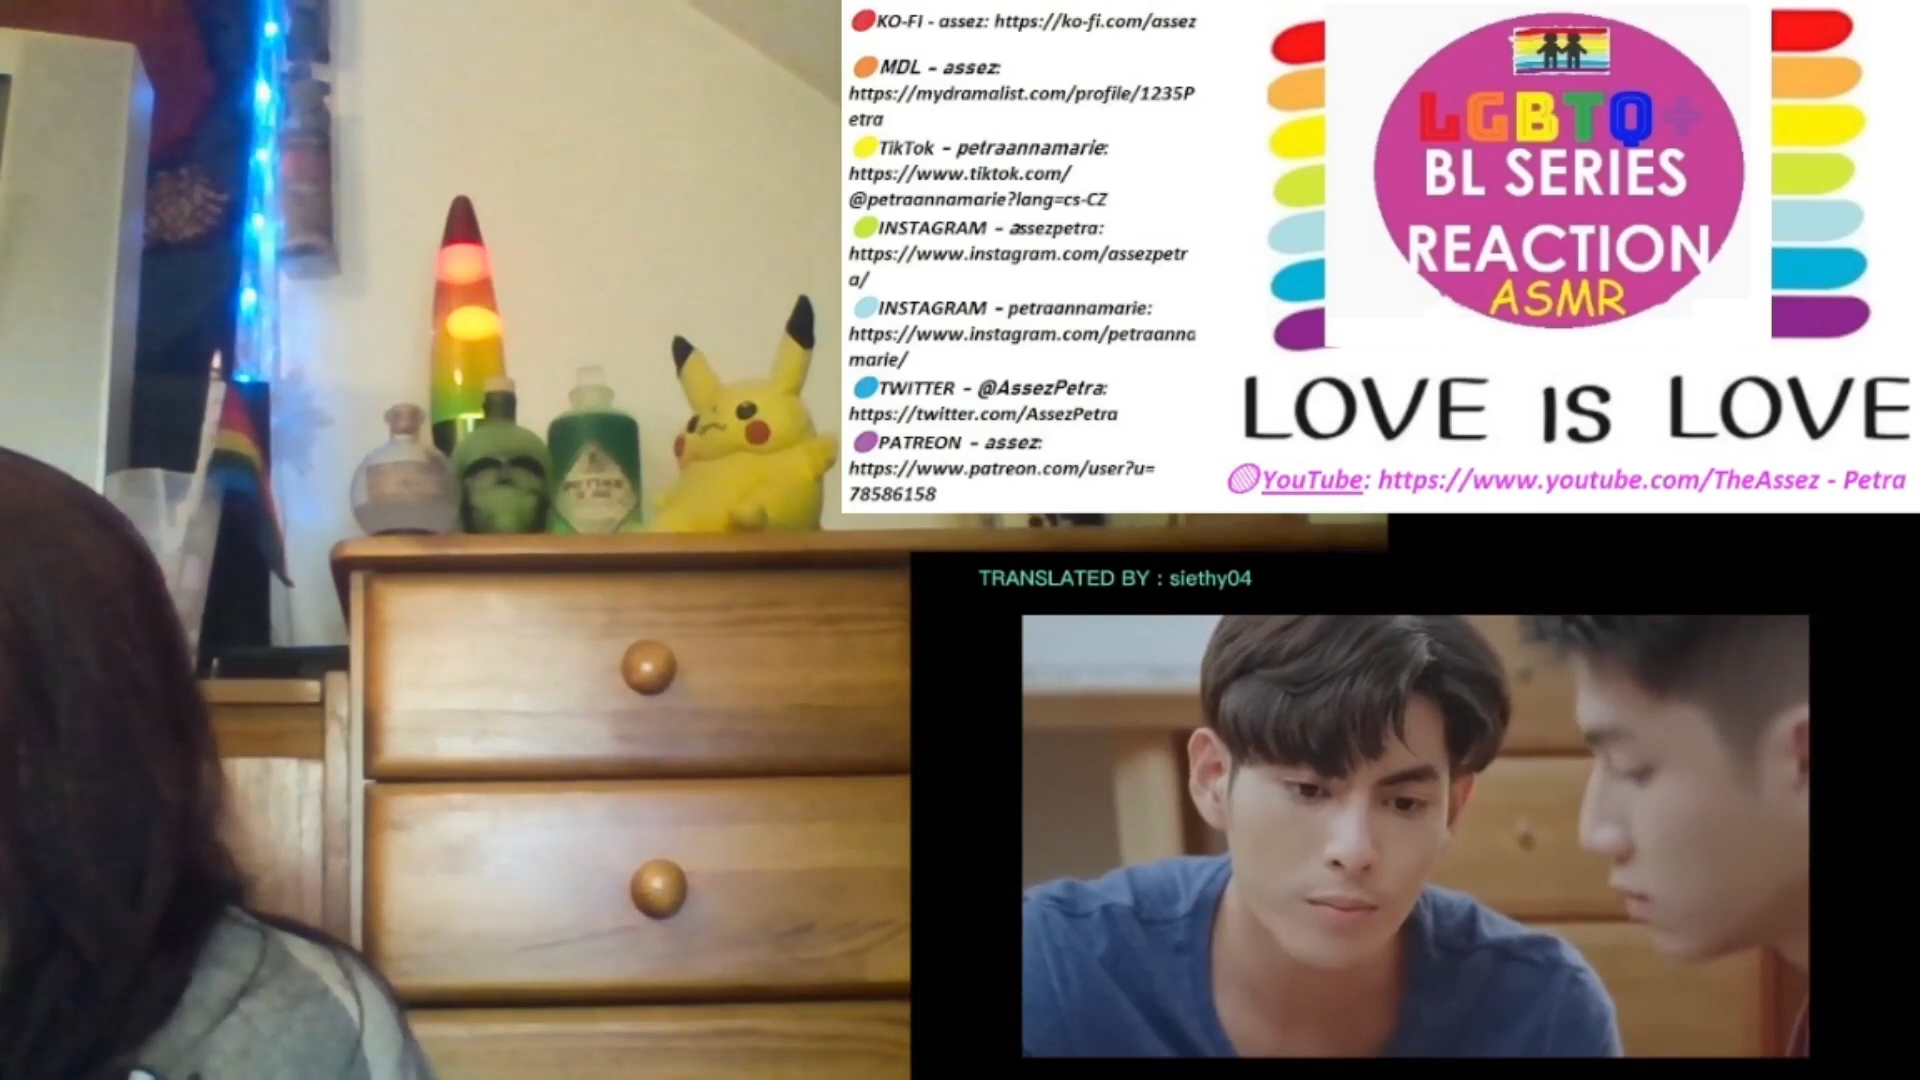 KO-FI - assez: https://ko-fi.com/assez
MDL - assez:
https://mydramalist.com/profile/1235P
etra
TikTok - petraannamarie:
https://www.tiktok.com/
@petraannamarie?lang=cs-CZ
INSTAGRAM - assezpetra:
https://www.instagram.com/assezpetr
a/
INSTAGRAM - petraannamarie:
https://www.instagram.com/petraanna
marie/
TWITTER - @AssezPetra:
https://twitter.com/AssezPetra
PATREON - assez:
https://www.patreon.com/user?u=
78586158
LGBTQ+
BL SERIES
REACTION
ASMR
LOVE IS LOVE
YouTube: https://www.youtube.com/TheAssez - Petra
TRANSLATED BY : siethy04